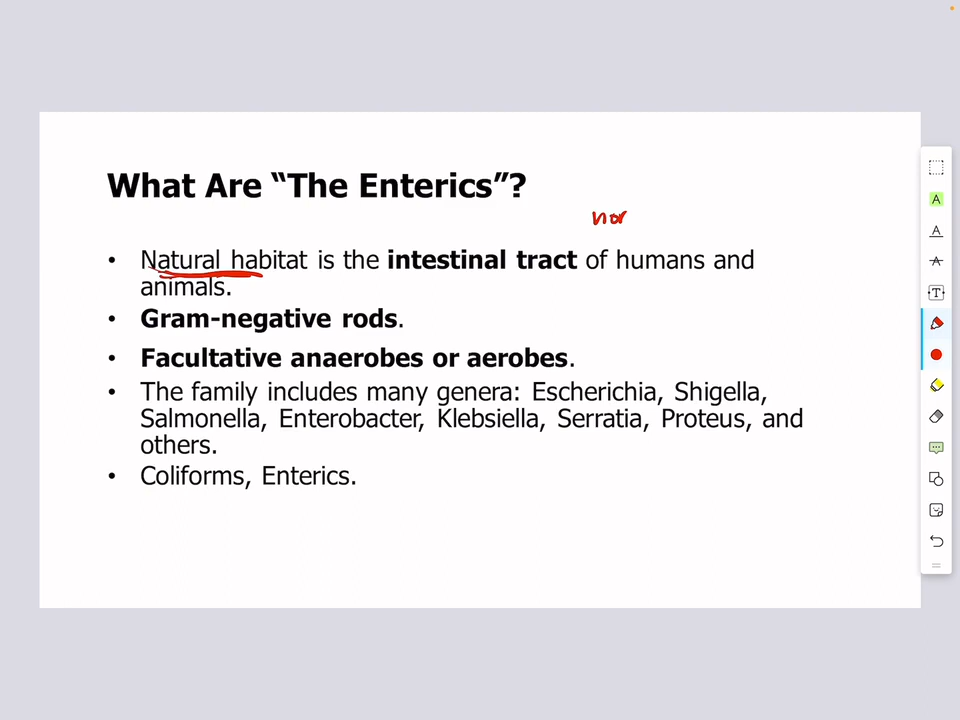 What Are “The Enterics”?
nor
• Natural habitat is the intestinal tract of humans and
animals.
• Gram-negative rods.
• Facultative anaerobes or aerobes.
• The family includes many genera: Escherichia, Shigella,
Salmonella, Enterobacter, Klebsiella, Serratia, Proteus, and
others.
• Coliforms, Enterics.
A
A
A
T